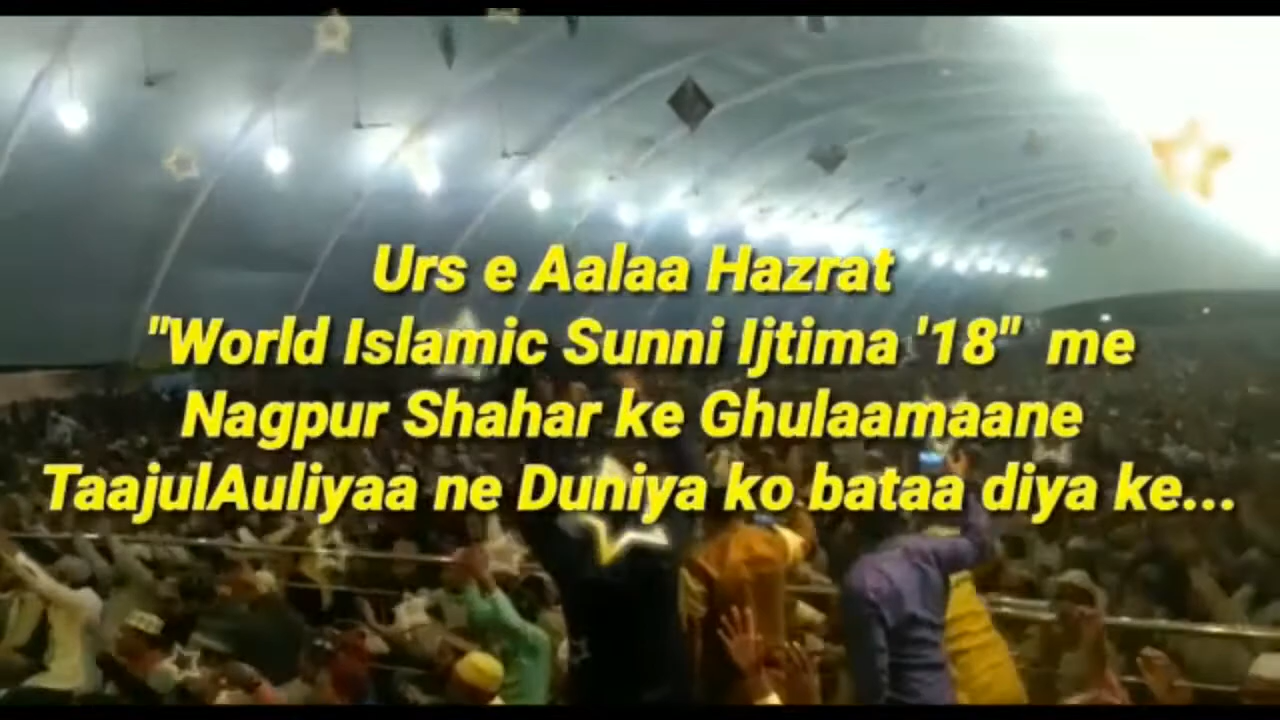 Urs e Aalaa Hazrat
"World Islamic Sunni Ijtima '18" me
Nagpur Shahar ke Ghulaamaane
TaajulAuliyaa ne Duniya ko bataa diya ke...